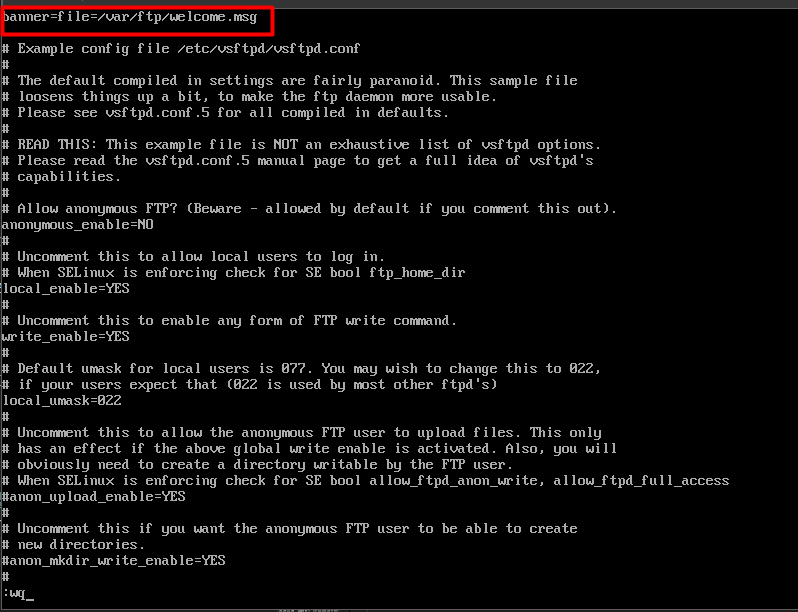 banner=file=/var/ftp/welcome.msg
# Example config file /etc/vsftpd/vsftpd.conf
#
# The default compiled in settings are fairly paranoid. This sample file
# loosens things up a bit, to make the ftp daemon more usable.
# Please see vsftpd.conf.5 for all compiled in defaults.
#
# READ THIS: This example file is NOT an exhaustive list of vsftpd options.
# Please read the vsftpd.conf.5 manual page to get a full idea of vsftpd's
# capabilities.
#
# Allow anonymous FTP? (Beware - allowed by default if you comment this out).
anonymous_enable=NO
#
# Uncomment this to allow local users to log in.
# When SELinux is enforcing check for SE bool ftp_home_dir
local_enable=YES
#
# Uncomment this to enable any form of FTP write command.
write_enable=YES
#
# Default umask for local users is 077. You may wish to change this to 022,
# if your users expect that (022 is used by most other ftpd's)
local_umask=022
#
# Uncomment this to allow the anonymous FTP user to upload files. This only
# has an effect if the above global write enable is activated. Also, you will
# obviously need to create a directory writable by the FTP user.
# When SELinux is enforcing check for SE bool allow_ftpd_anon_write, allow_ftpd_full_access
#anon_upload_enable=YES
#
# Uncomment this if you want the anonymous FTP user to be able to create
# new directories.
#anon_mkdir_write_enable=YES
#
:wq_